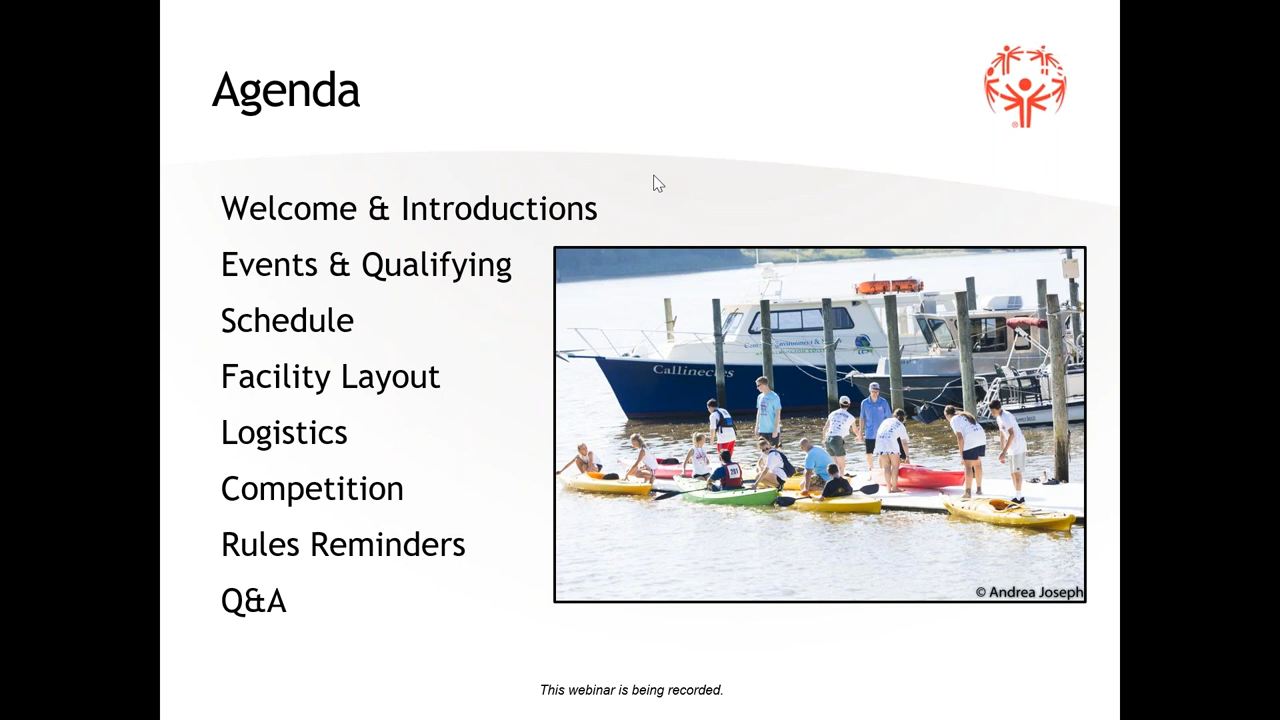 Agenda
Welcome & Introductions
Events & Qualifying
Schedule
Facility Layout
Logistics
Competition
Rules Reminders
Q&A
Callinectes
© Andrea Joseph
This webinar is being recorded.